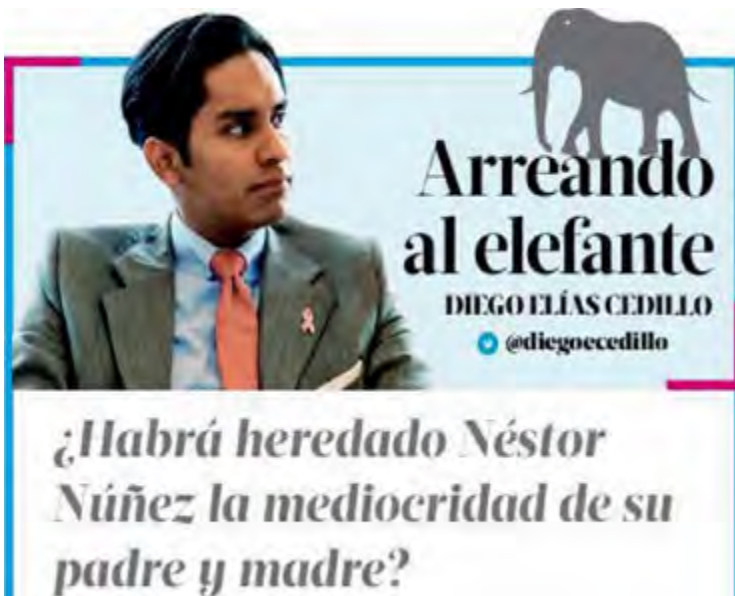 Arreando
al elefante
DIEGO ELÍAS CEDILLO
@diegoecedillo
¿Habrá heredado Néstor
Núñez la mediocridad de su
padre y madre?